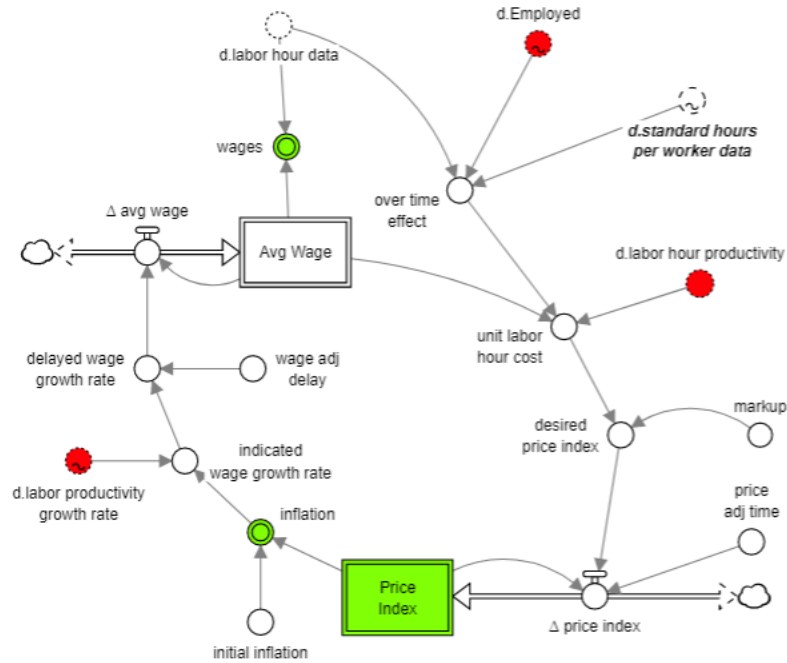 d.Employed
d.labor hour data
d.standard hours
per worker data
wages
over time
effect
Δ avg wage
Avg Wage
d.labor hour productivity
unit labor
hour cost
delayed wage
growth rate
wage adj
delay
markup
desired
price index
indicated
wage growth rate
d.labor productivity
growth rate
price
adj time
inflation
Price
Index
Δ price index
initial inflation